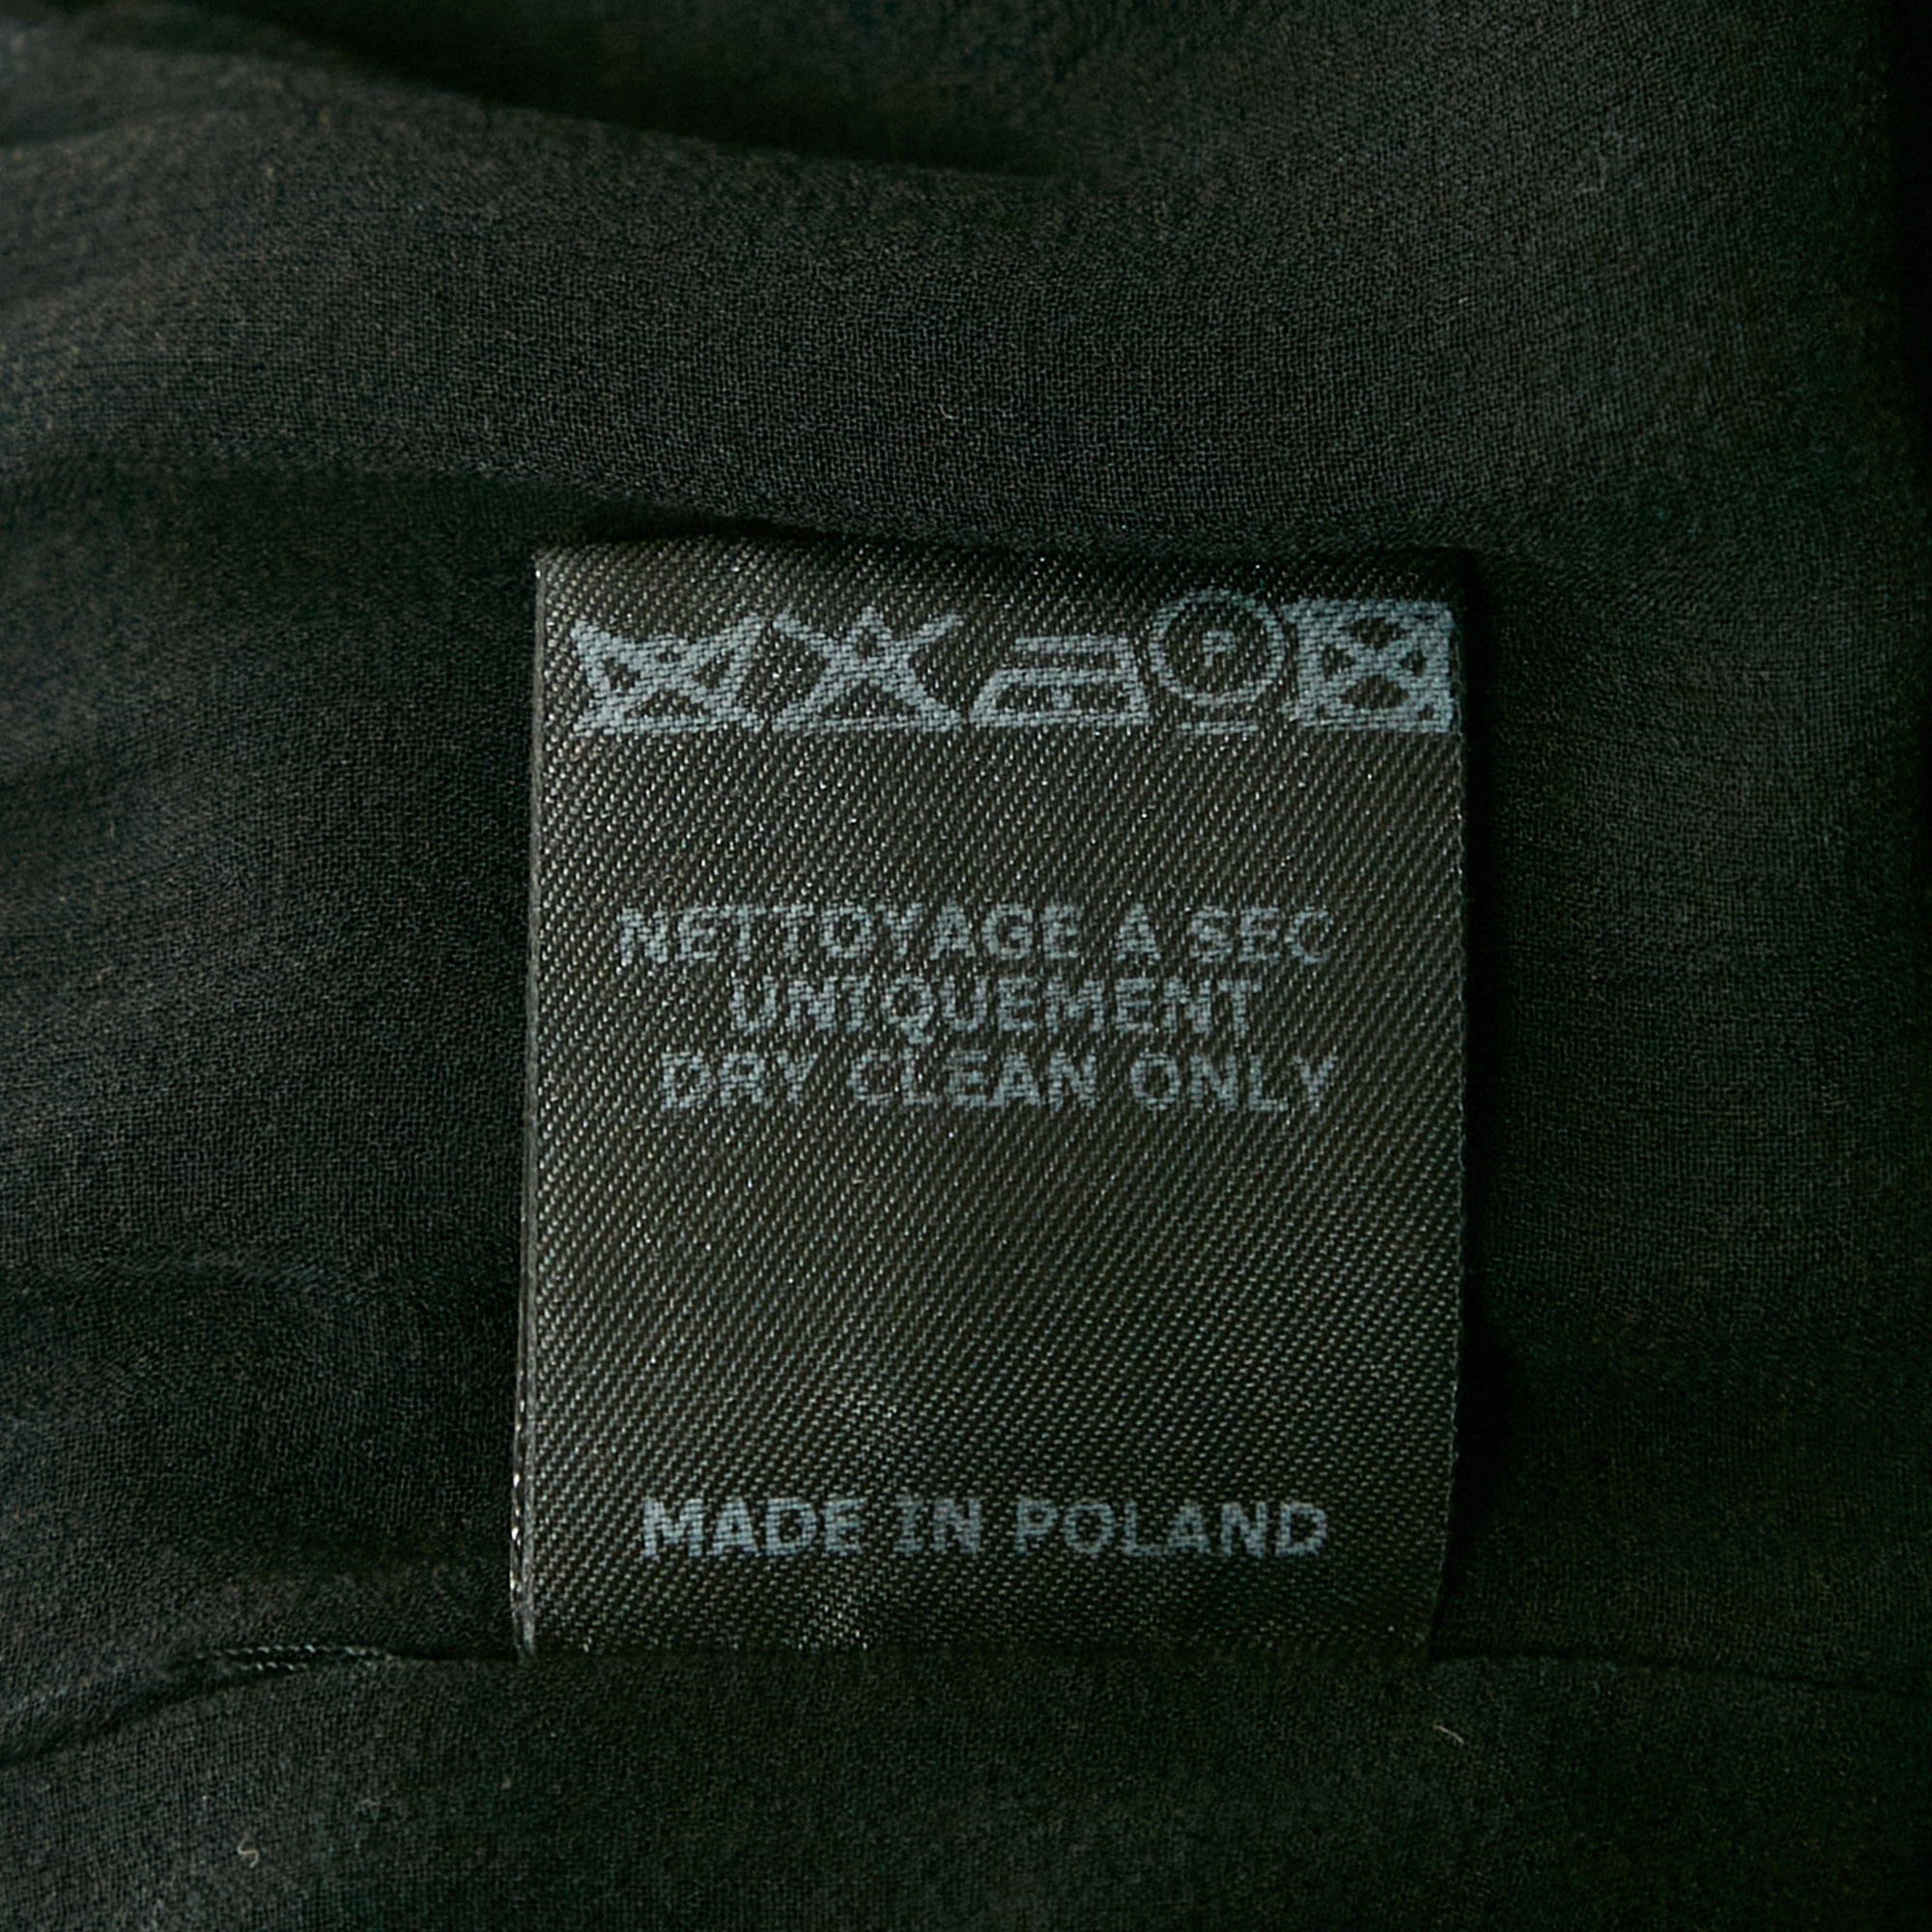 P
NETTOYAGE A SEC
UNIQUEMENT
DRY CLEAN ONLY
MADE IN POLAND